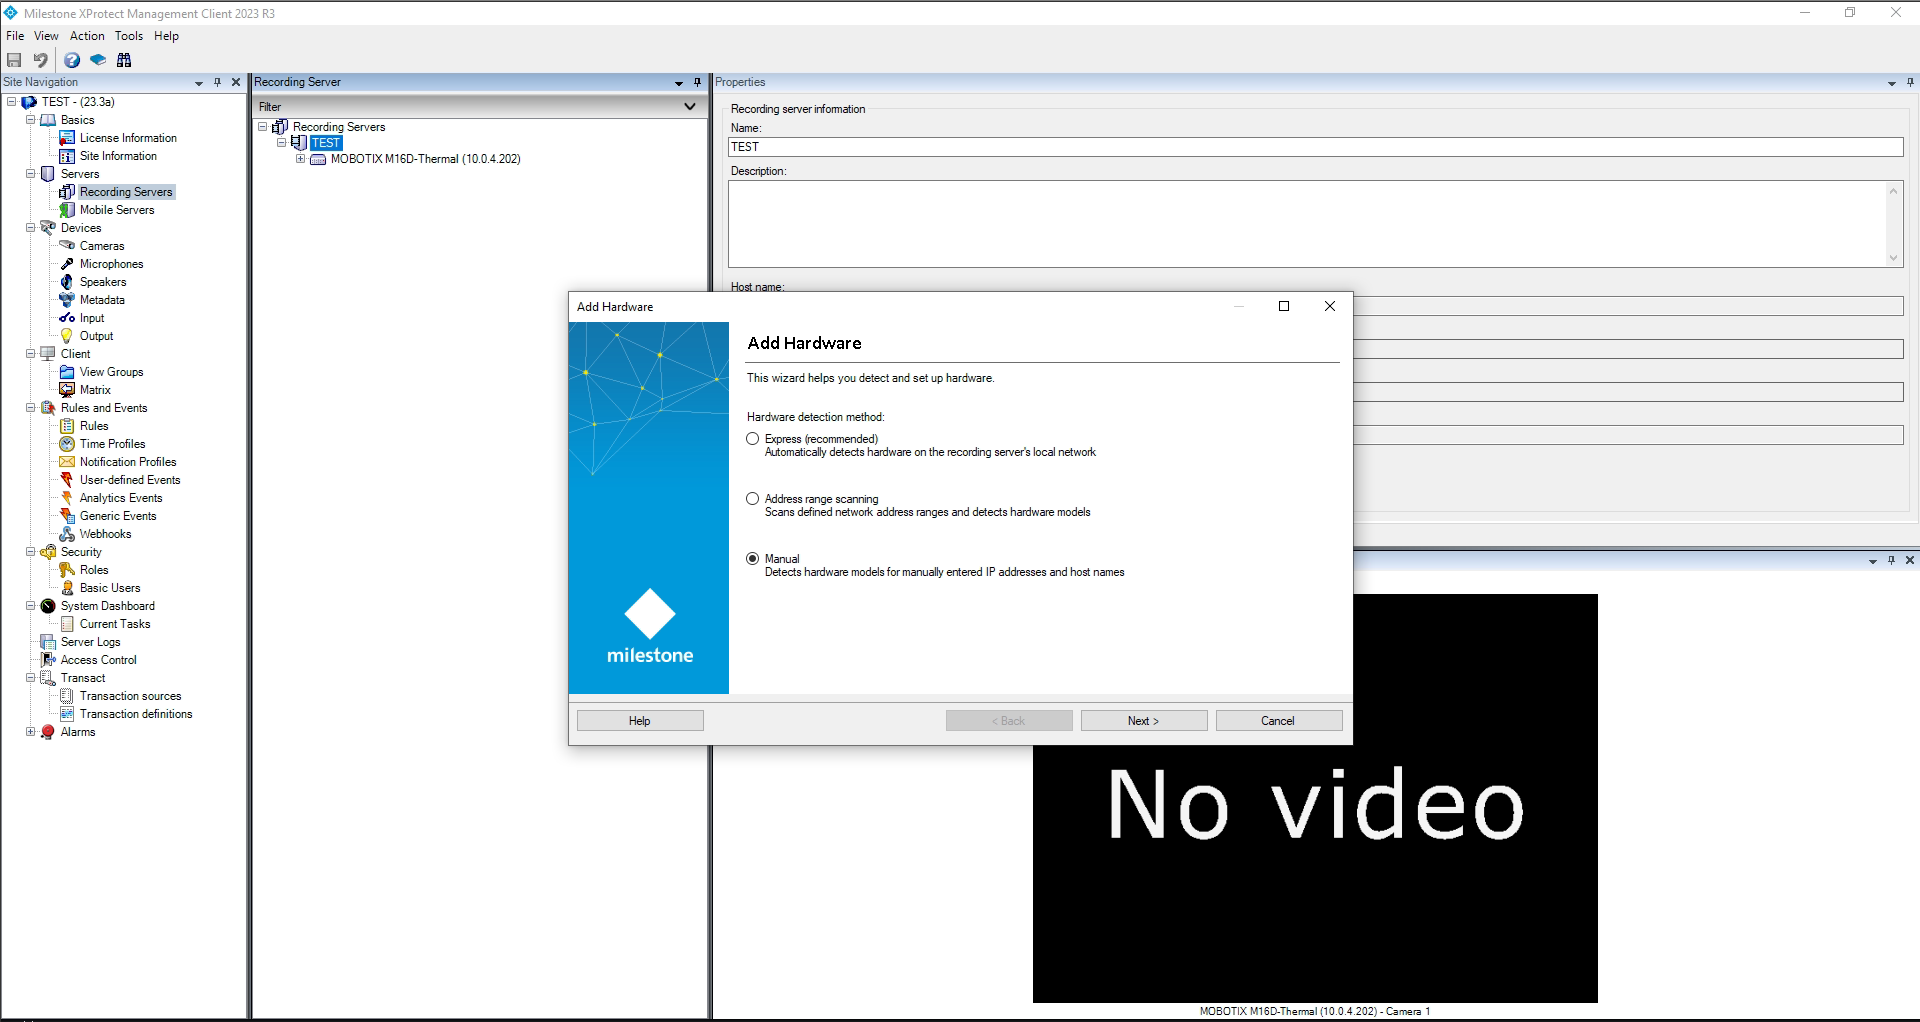 Milestone XProtect Management Client 2023 R3
File View Action Tools Help
Site Navigation
TEST - (23.3a)
Basics
License Information
Site Information
Servers
Recording Servers
Mobile Servers
Devices
Cameras
Microphones
Speakers
Metadata
Input
Output
Client
View Groups
Matrix
Rules and Events
Rules
Time Profiles
Notification Profiles
User-defined Events
Analytics Events
Generic Events
Webhooks
Security
Roles
Basic Users
System Dashboard
Current Tasks
Server Logs
Access Control
Transact
Transaction sources
Transaction definitions
Alarms
Recording Server
Filter
Recording Servers
TEST
MOBOTIX M16D-Thermal (10.0.4.202)
Properties
Recording server information
Name:
TEST
Description:
Host name:
Add Hardware
Add Hardware
This wizard helps you detect and set up hardware.
Hardware detection method:
Express (recommended)
Automatically detects hardware on the recording server's local network
Address range scanning
Scans defined network address ranges and detects hardware models
Manual
Detects hardware models for manually entered IP addresses and host names
milestone
Help < Back Next > Cancel
No video
MOBOTIX M16D-Thermal (10.0.4.202) - Camera 1